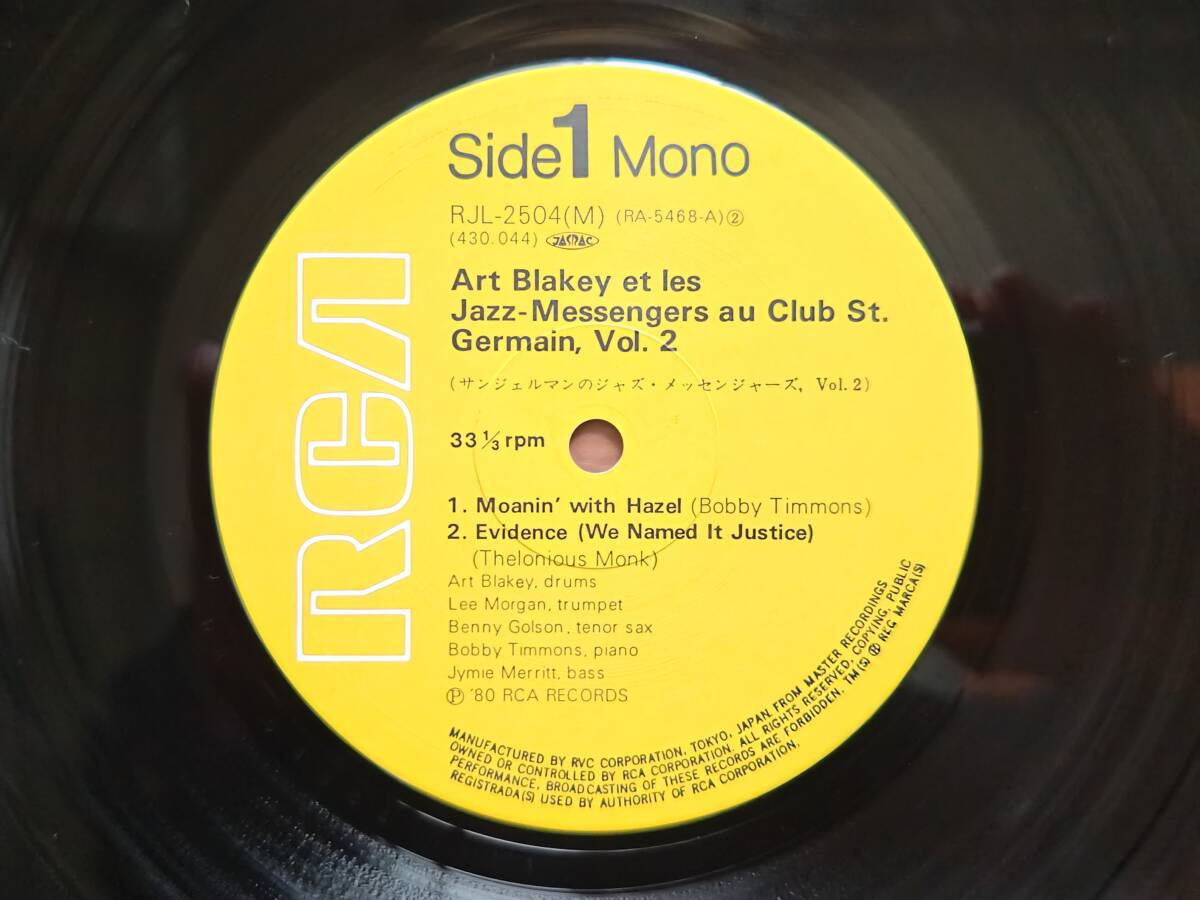 Side 1 Mono
RJL-2504(M) (RA-5468-A)②
(430.044) JASRAC
Art Blakey et les
Jazz-Messengers au Club St.
Germain, Vol. 2
(サンジェルマンのジャズ・メッセンジャーズ, Vol.2)
33 1/3 rpm
1. Moanin' with Hazel (Bobby Timmons)
2. Evidence (We Named It Justice)
(Thelonious Monk)
Art Blakey, drums
Lee Morgan, trumpet
Benny Golson, tenor sax
Bobby Timmons, piano
Jymie Merritt, bass
Ⓟ '80 RCA RECORDS
RCA
MANUFACTURED BY RVC CORPORATION, TOKYO, JAPAN, FROM MASTER RECORDINGS
OWNED OR CONTROLLED BY RCA CORPORATION. ALL RIGHTS RESERVED, COPYING, PUBLIC
PERFORMANCE, BROADCASTING OF THESE RECORDS ARE FORBIDDEN. TM(S) ® REG MARCA(S)
REGISTRADA(S) USED BY AUTHORITY OF RCA CORPORATION.